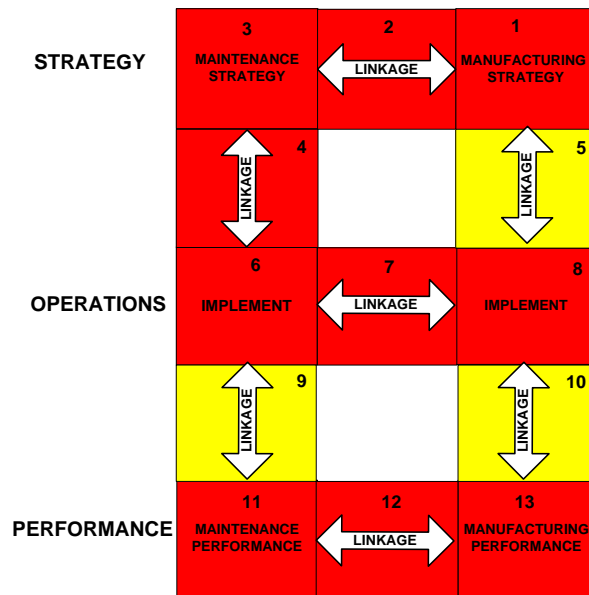 3
2
1
STRATEGY
MAINTENANCE
STRATEGY
LINKAGE
MANUFACTURING
STRATEGY
4
LINKAGE
5
LINKAGE
6
7
8
OPERATIONS
IMPLEMENT
LINKAGE
IMPLEMENT
9
LINKAGE
10
LINKAGE
11
12
13
PERFORMANCE
MAINTENANCE
PERFORMANCE
LINKAGE
MANUFACTURING
PERFORMANCE